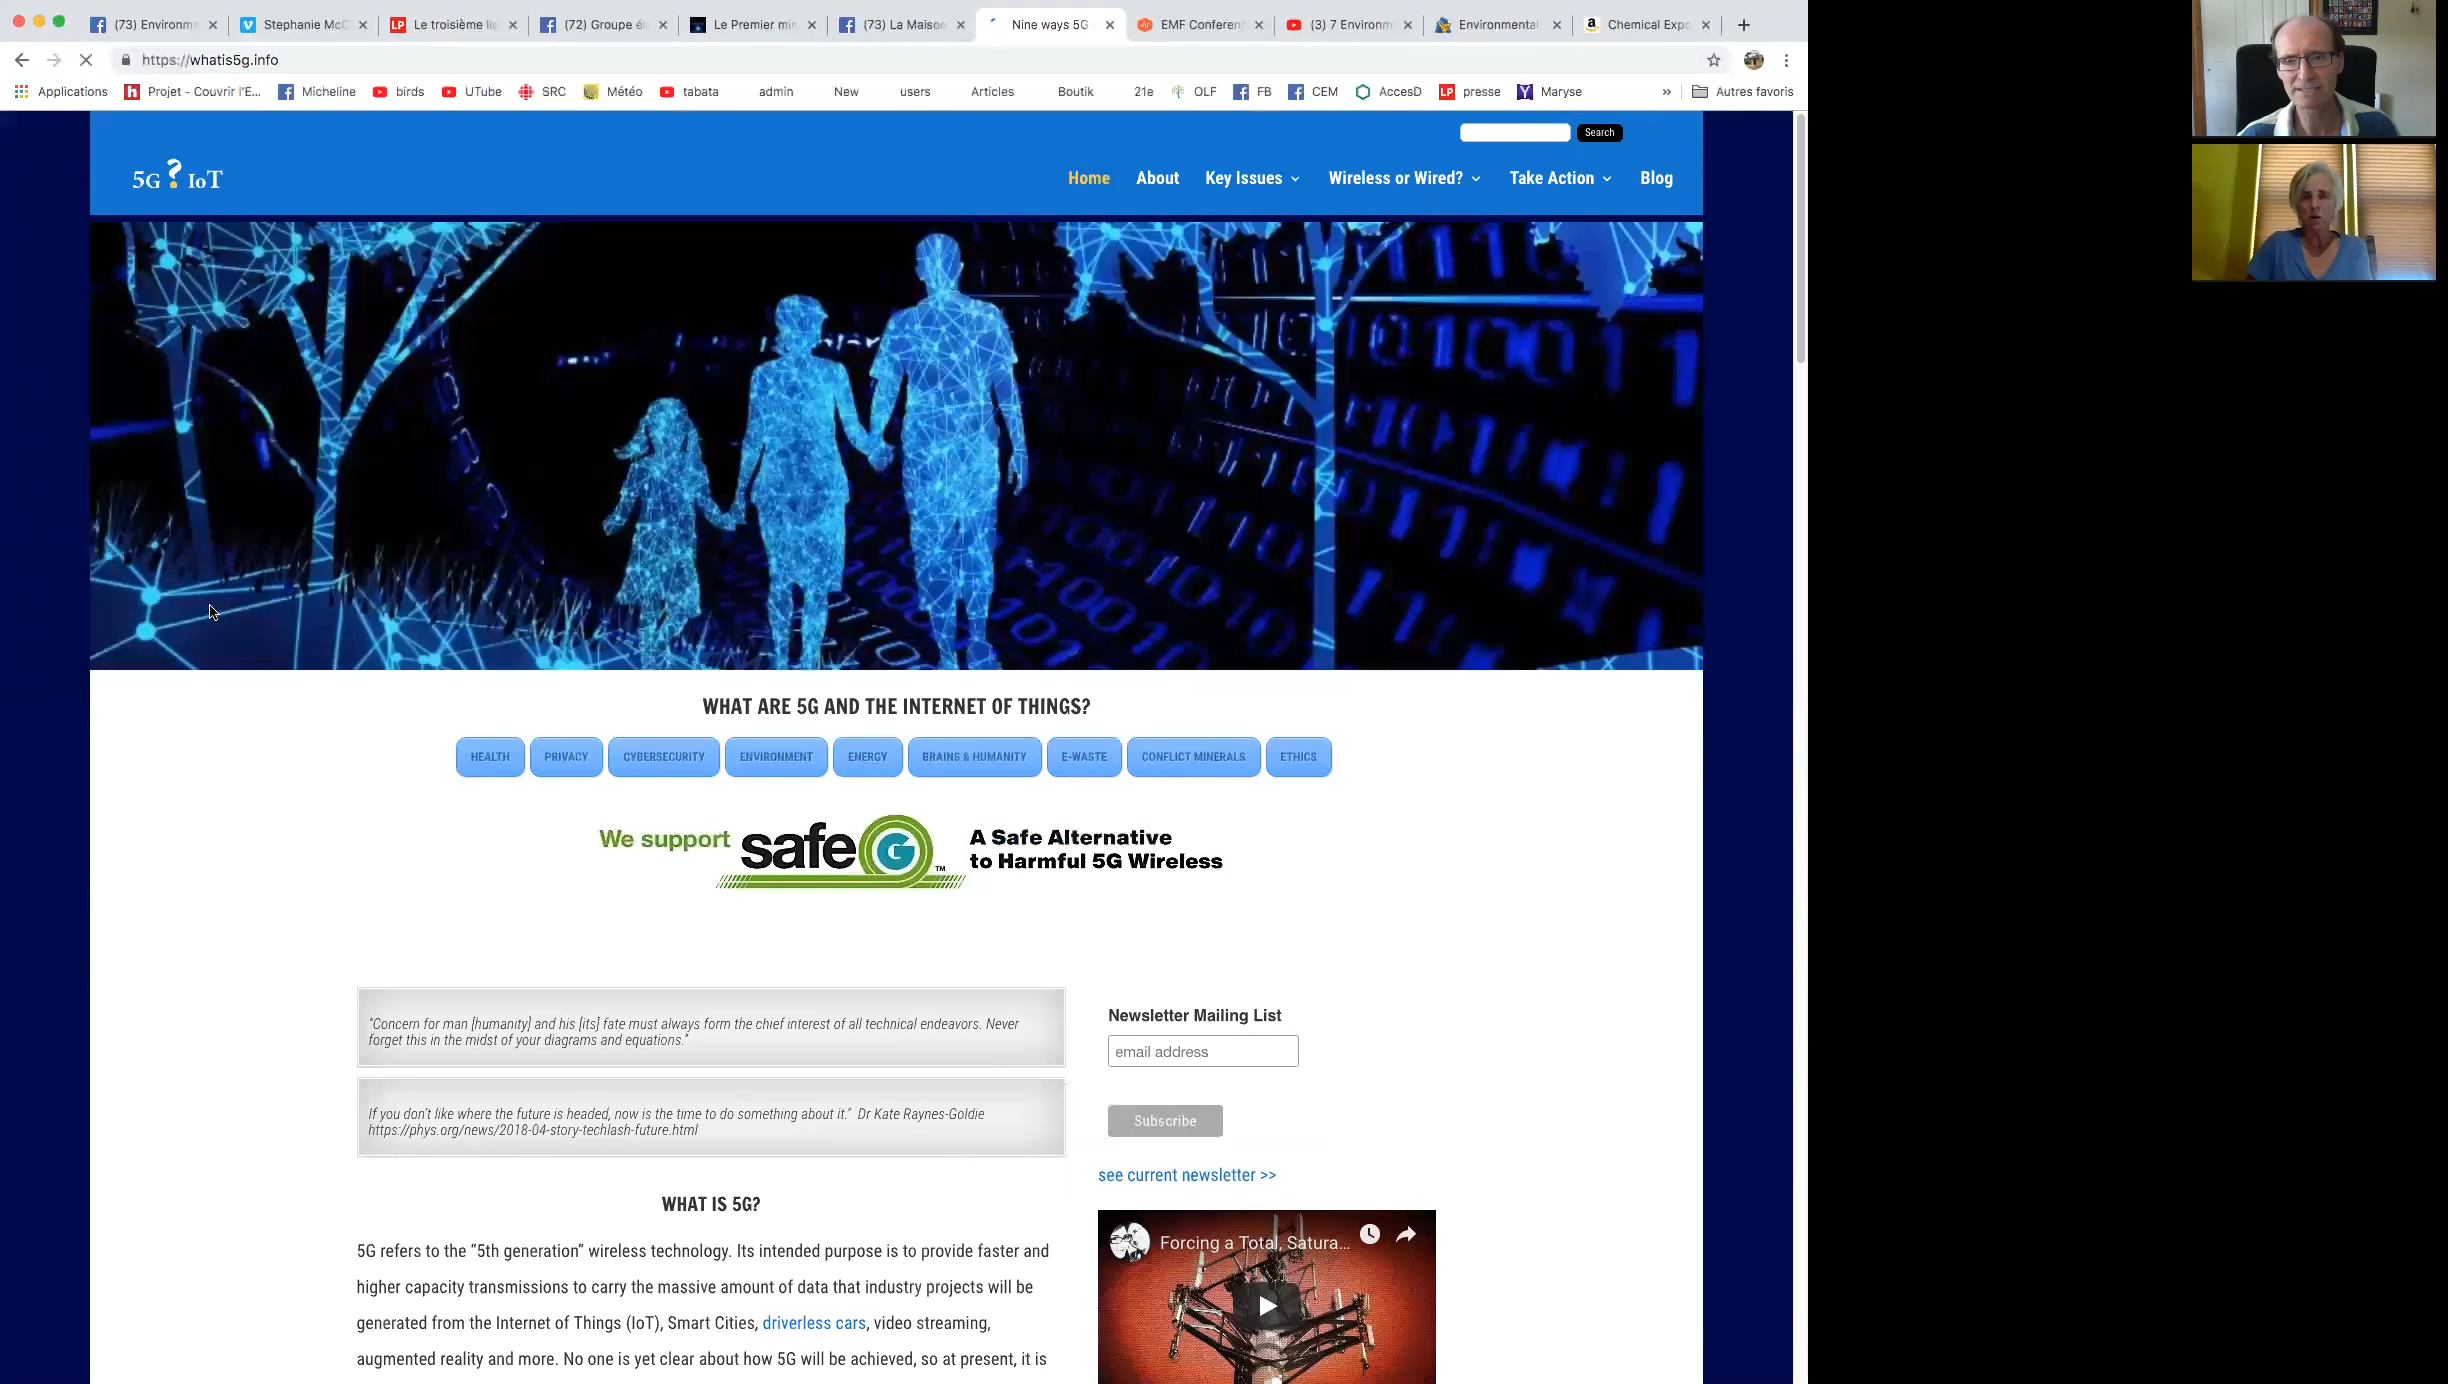 (73) Environm
Stephanie McC
Le troisième lie
(72) Groupe él
Le Premier min
(73) La Maison
Nine ways 5G
EMF Conferen
(3) 7 Environm
Environmental
Chemical Expo
https://whatis5g.info
Applications
Projet - Couvrir l'E...
Micheline
birds
UTube
SRC
Météo
tabata
admin
New
users
Articles
Boutik
21e
OLF
FB
CEM
AccesD
presse
Maryse
»
Autres favoris
Search
5G ? IoT
Home
About
Key Issues
Wireless or Wired?
Take Action
Blog
WHAT ARE 5G AND THE INTERNET OF THINGS?
HEALTH
PRIVACY
CYBERSECURITY
ENVIRONMENT
ENERGY
BRAINS & HUMANITY
E-WASTE
CONFLICT MINERALS
ETHICS
We support safeG™
A Safe Alternative
to Harmful 5G Wireless
"Concern for man [humanity] and his [its] fate must always form the chief interest of all technical endeavors. Never
forget this in the midst of your diagrams and equations."
If you don't like where the future is headed, now is the time to do something about it." Dr Kate Raynes-Goldie
https://phys.org/news/2018-04-story-techlash-future.html
Newsletter Mailing List
email address
Subscribe
see current newsletter >>
Forcing a Total, Satura...
WHAT IS 5G?
5G refers to the "5th generation" wireless technology. Its intended purpose is to provide faster and
higher capacity transmissions to carry the massive amount of data that industry projects will be
generated from the Internet of Things (IoT), Smart Cities, driverless cars, video streaming,
augmented reality and more. No one is yet clear about how 5G will be achieved, so at present, it is